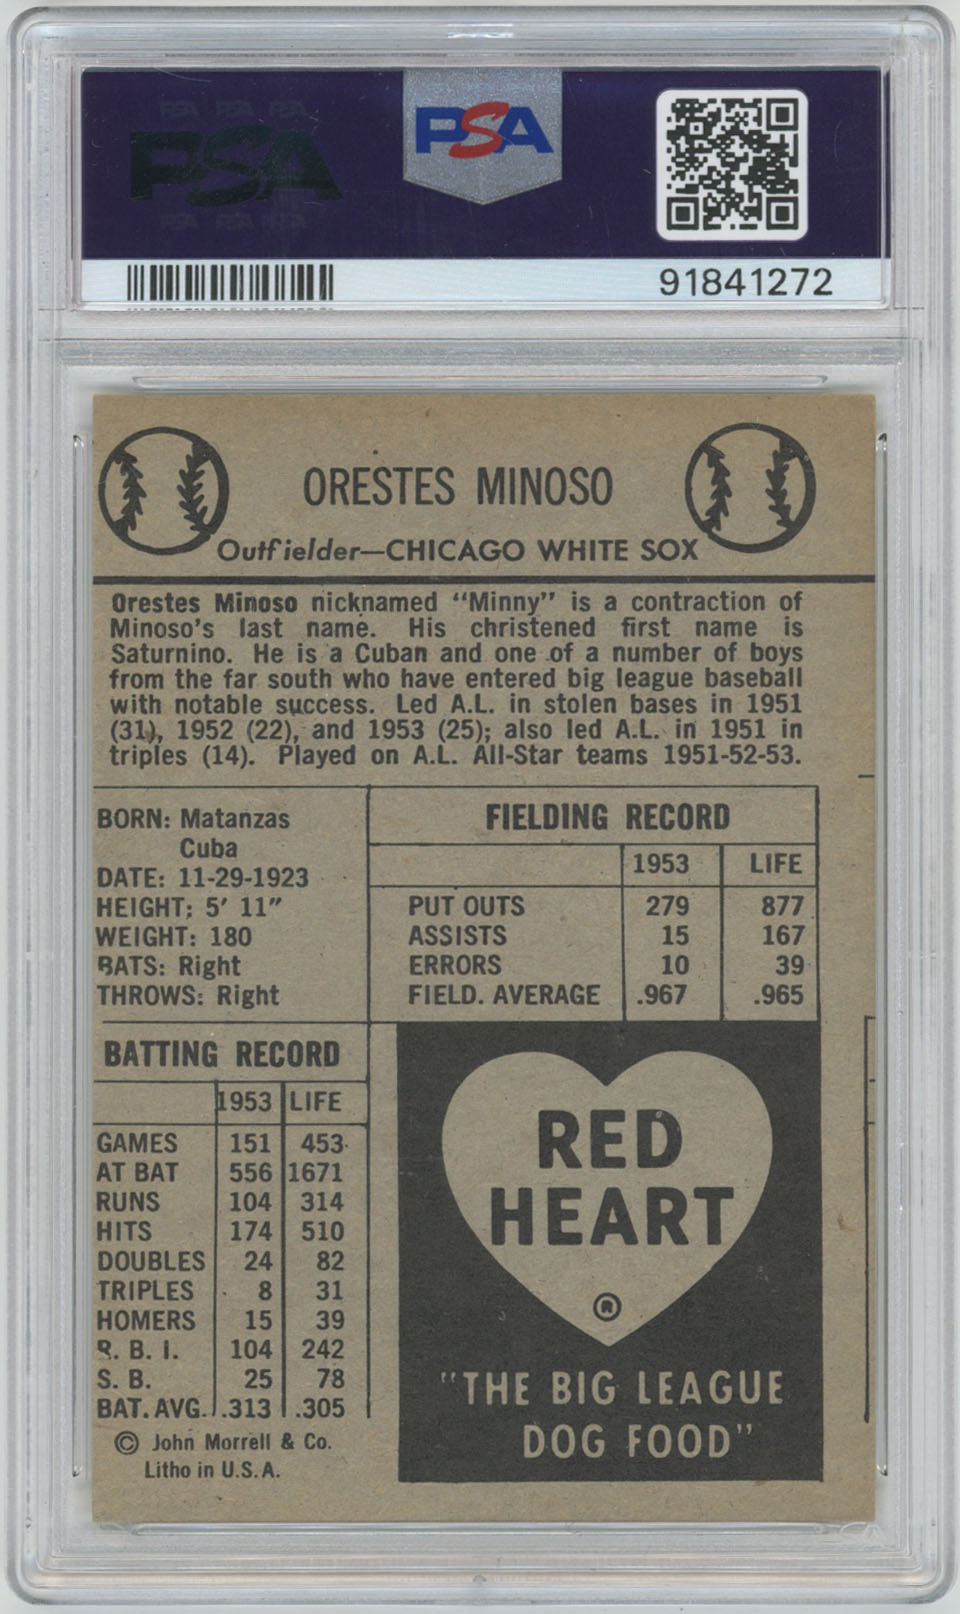 PSA PSA PSA
PSA
PSA PSA PSA
PSA
91841272
ORESTES MINOSO
Outfielder—CHICAGO WHITE SOX
Orestes Minoso nicknamed "Minny" is a contraction of
Minoso's last name. His christened first name is
Saturnino. He is a Cuban and one of a number of boys
from the far south who have entered big league baseball
with notable success. Led A.L. in stolen bases in 1951
(31), 1952 (22), and 1953 (25); also led A.L. in 1951 in
triples (14). Played on A.L. All-Star teams 1951-52-53.
BORN: Matanzas
Cuba
DATE: 11-29-1923
HEIGHT: 5' 11"
WEIGHT: 180
BATS: Right
THROWS: Right
FIELDING RECORD
1953 LIFE
PUT OUTS 279 877
ASSISTS 15 167
ERRORS 10 39
FIELD. AVERAGE .967 .965
BATTING RECORD
1953 LIFE
GAMES 151 453
AT BAT 556 1671
RUNS 104 314
HITS 174 510
DOUBLES 24 82
TRIPLES 8 31
HOMERS 15 39
R. B. I. 104 242
S. B. 25 78
BAT. AVG. .313 .305
© John Morrell & Co.
Litho in U.S.A.
RED
HEART
®
"THE BIG LEAGUE
DOG FOOD"